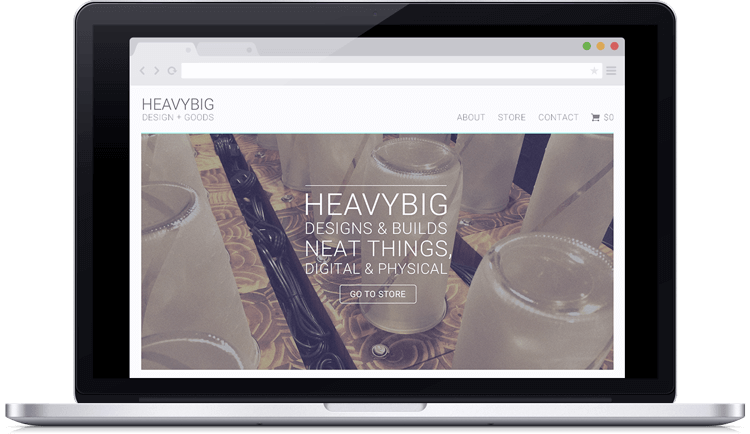 HEAVYBIG
DESIGN + GOODS
ABOUT STORE CONTACT $0
HEAVYBIG
DESIGNS & BUILDS
NEAT THINGS,
DIGITAL & PHYSICAL
GO TO STORE